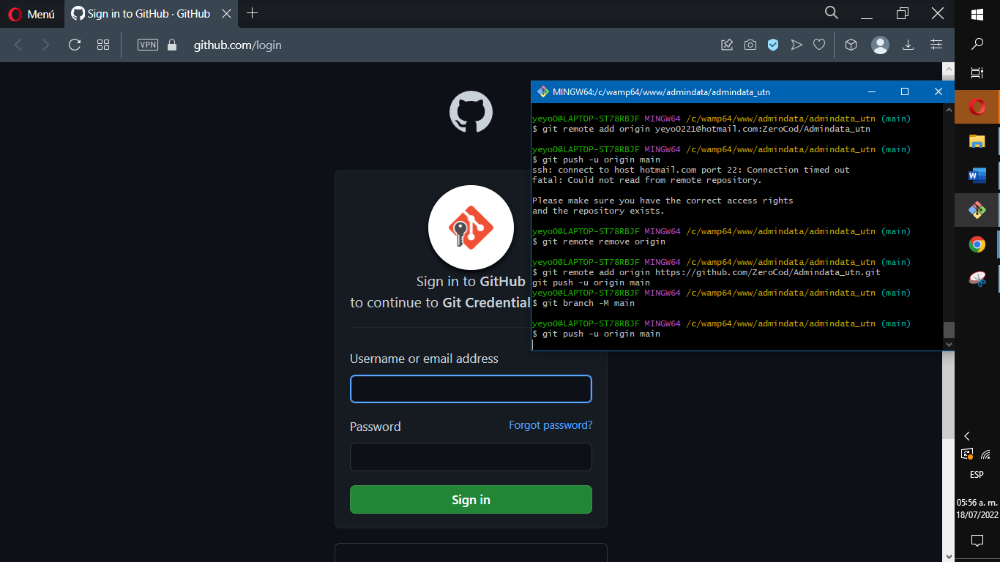 Menú
Sign in to GitHub · GitHub
VPN
github.com/login
MINGW64:/c/wamp64/www/admindata/admindata_utn
yeyo0@LAPTOP-ST78RBJF MINGW64 /c/wamp64/www/admindata/admindata_utn (main)
$ git remote add origin yeyo0221@hotmail.com:ZeroCod/Admindata_utn
yeyo0@LAPTOP-ST78RBJF MINGW64 /c/wamp64/www/admindata/admindata_utn (main)
$ git push -u origin main
ssh: connect to host hotmail.com port 22: Connection timed out
fatal: Could not read from remote repository.
Please make sure you have the correct access rights
and the repository exists.
yeyo0@LAPTOP-ST78RBJF MINGW64 /c/wamp64/www/admindata/admindata_utn (main)
$ git remote remove origin
yeyo0@LAPTOP-ST78RBJF MINGW64 /c/wamp64/www/admindata/admindata_utn (main)
$ git remote add origin https://github.com/ZeroCod/Admindata_utn.git
git push -u origin main
yeyo0@LAPTOP-ST78RBJF MINGW64 /c/wamp64/www/admindata/admindata_utn (main)
$ git branch -M main
yeyo0@LAPTOP-ST78RBJF MINGW64 /c/wamp64/www/admindata/admindata_utn (main)
$ git push -u origin main
Sign in to GitHub
to continue to Git Credential
Username or email address
Password
Forgot password?
Sign in
W
ESP
05:56 a. m.
18/07/2022